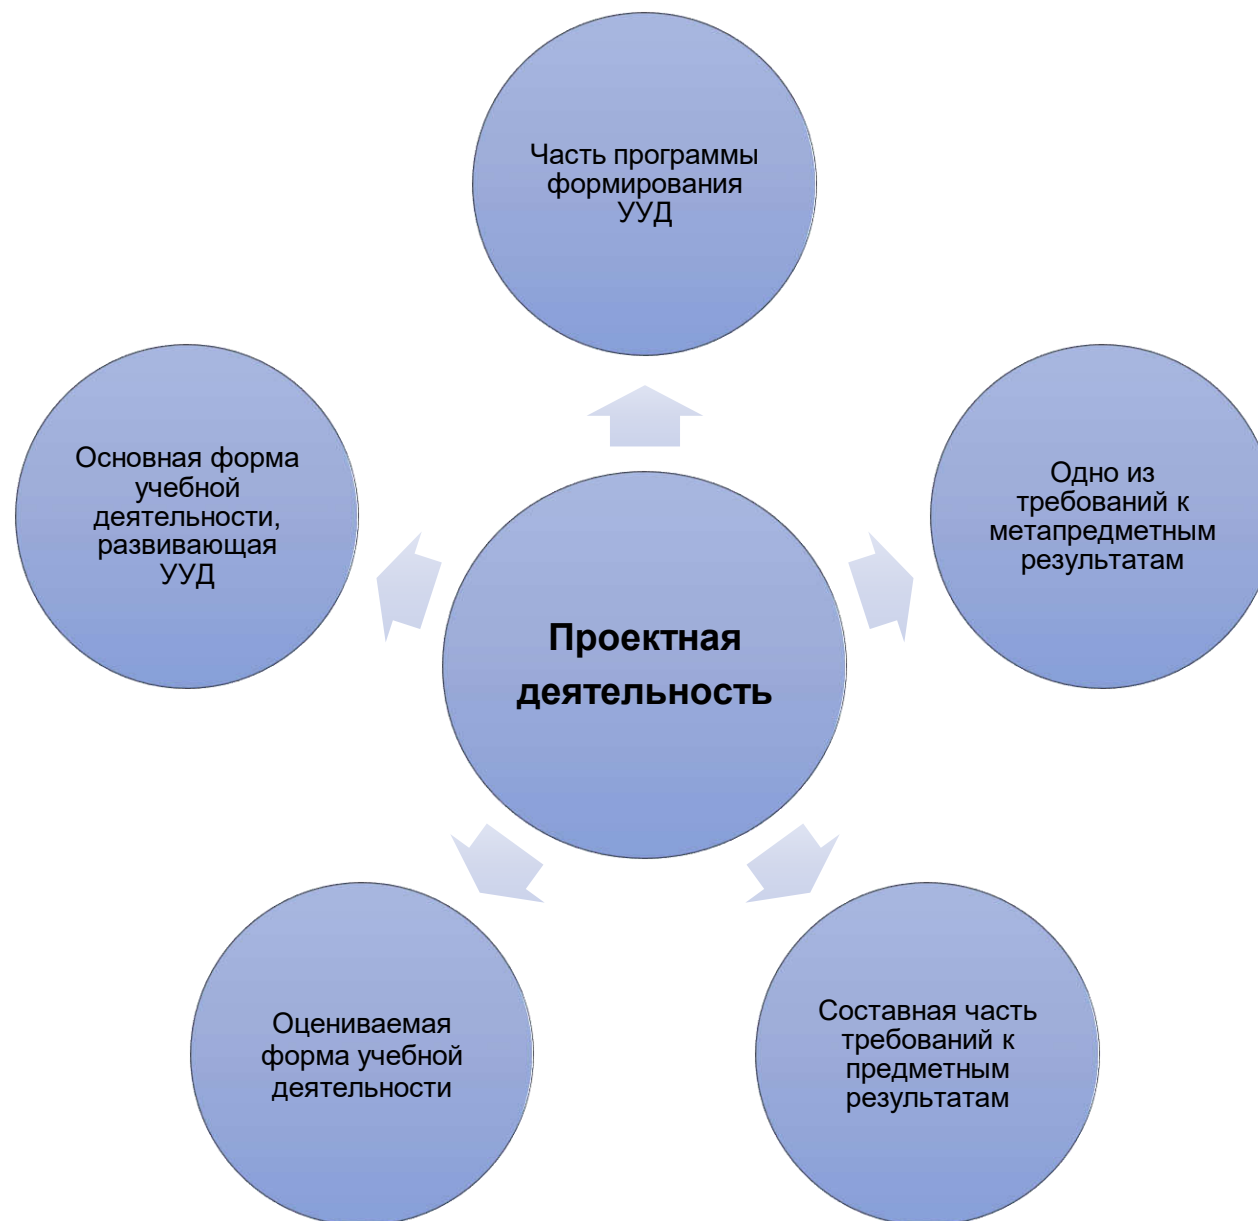 Часть программы
формирования
УУД
Основная форма
учебной
деятельности,
развивающая
УУД
Одно из
требований к
метапредметным
результатам
Проектная
деятельность
Оцениваемая
форма учебной
деятельности
Составная часть
требований к
предметным
результатам